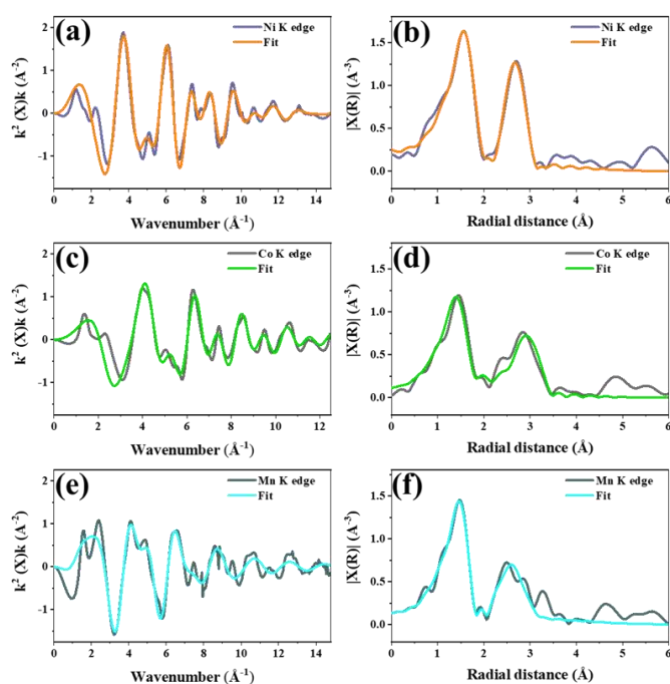 (a)
Ni K edge
Fit
k² (X)k (A⁻²)
2
1
0
-1
0 2 4 6 8 10 12 14
Wavenumber (Å⁻¹)
(b)
Ni K edge
Fit
|X(R)| (A⁻³)
1.5
1.0
0.5
0.0
0 1 2 3 4 5 6
Radial distance (Å)
(c)
Co K edge
Fit
k² (X)k (A⁻²)
2
1
0
-1
0 2 4 6 8 10 12
Wavenumber (Å⁻¹)
(d)
Co K edge
Fit
|X(R)| (A⁻³)
1.5
1.0
0.5
0.0
0 1 2 3 4 5 6
Radial distance (Å)
(e)
Mn K edge
Fit
k² (X)k (A⁻²)
2
1
0
-1
0 2 4 6 8 10 12 14
Wavenumber (Å⁻¹)
(f)
Mn K edge
Fit
|X(R)| (A⁻³)
1.5
1.0
0.5
0.0
0 1 2 3 4 5 6
Radial distance (Å)